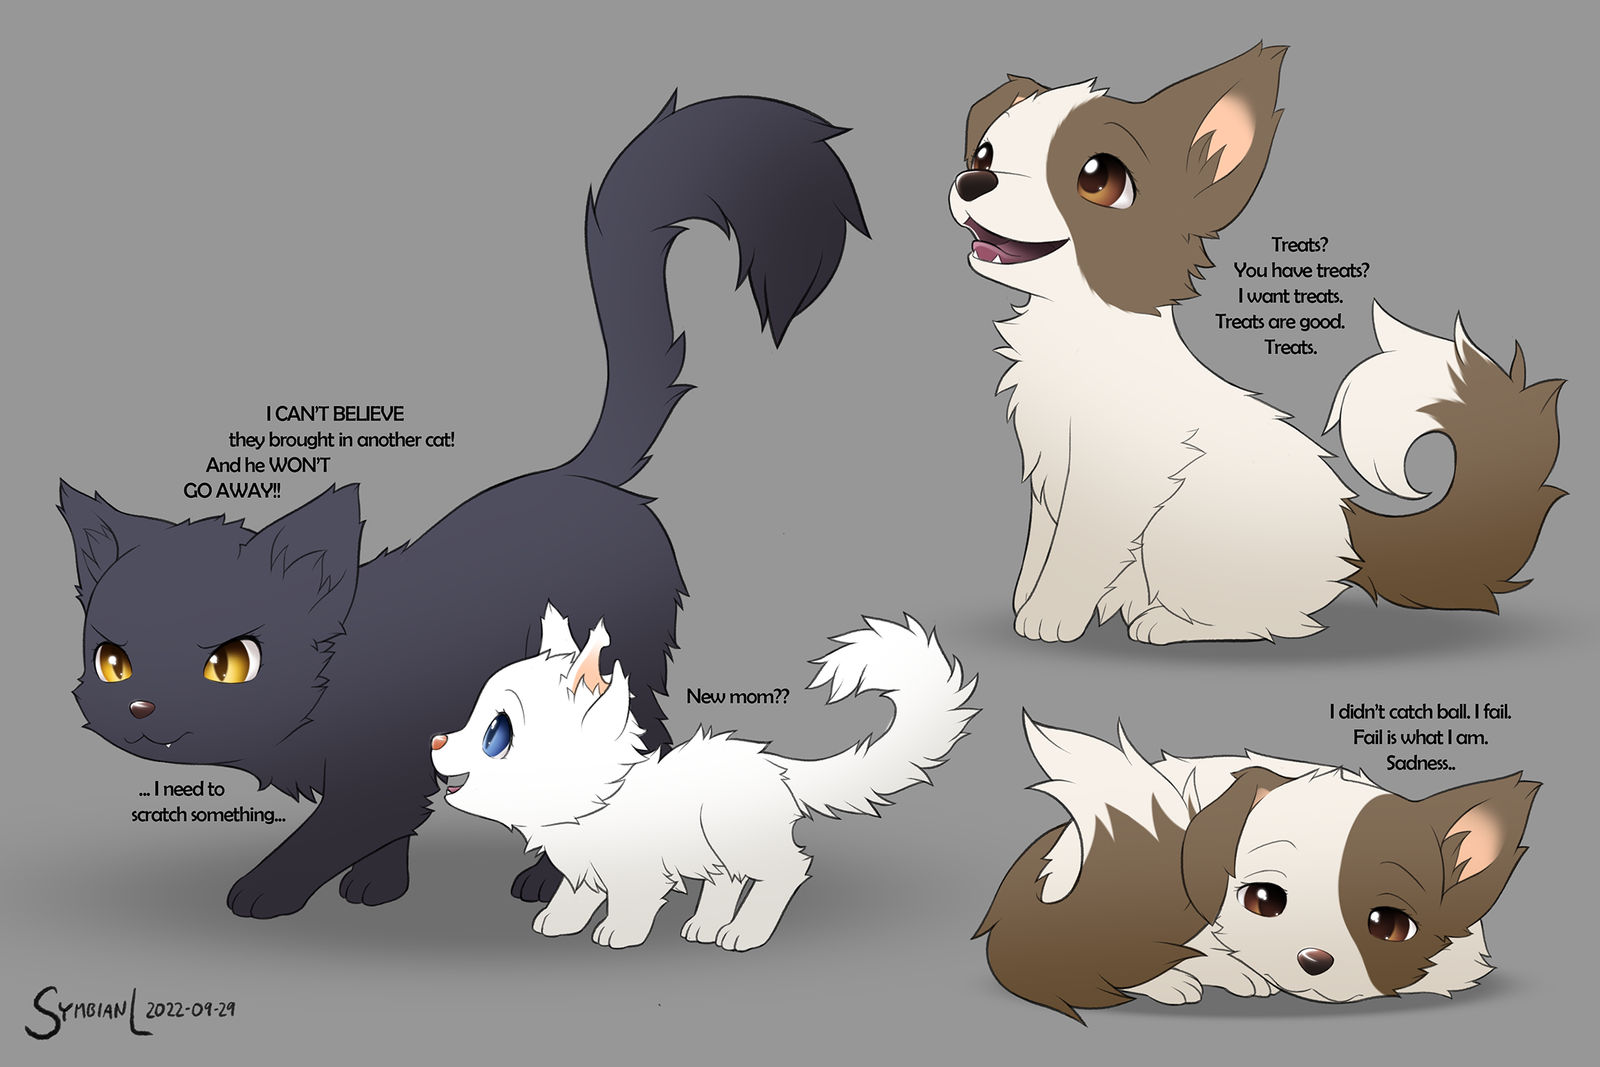 I CAN'T BELIEVE
they brought in another cat!
And he WON'T
GO AWAY!!
... I need to
scratch something...
New mom??
Treats?
You have treats?
I want treats.
Treats are good.
Treats.
I didn't catch ball. I fail.
Fail is what I am.
Sadness..
SYMBIANL 2022-09-29